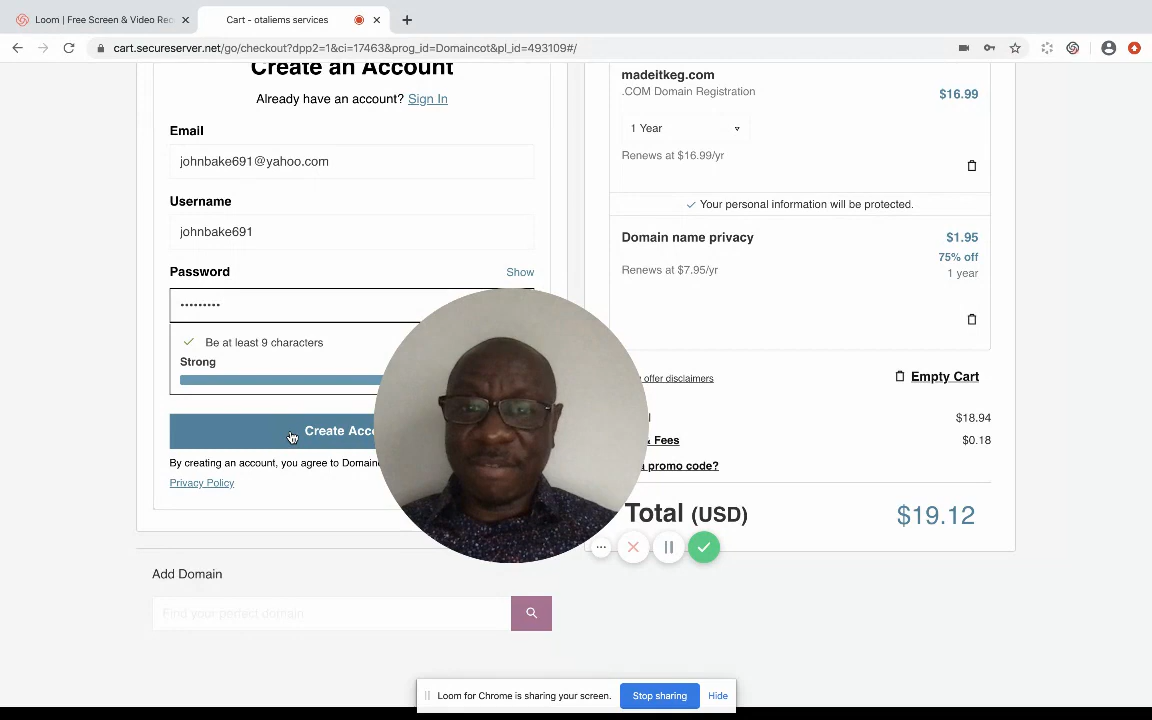 Loom | Free Screen & Video Rec
Cart - otaliems services
cart.secureserver.net/go/checkout?dpp2=1&ci=17463&prog_id=Domaincot&pl_id=493109#/
Create an Account
Already have an account? Sign In
Email
johnbake691@yahoo.com
Username
johnbake691
Password
Show
•••••••••
Be at least 9 characters
Strong
Create Acc
By creating an account, you agree to Domain
Privacy Policy
Add Domain
Find your perfect domain
madeitkeg.com
.COM Domain Registration
$16.99
1 Year
Renews at $16.99/yr
Your personal information will be protected.
Domain name privacy
$1.95
75% off
Renews at $7.95/yr
1 year
offer disclaimers
Empty Cart
$18.94
& Fees
$0.18
promo code?
Total (USD)
$19.12
Loom for Chrome is sharing your screen.
Stop sharing
Hide